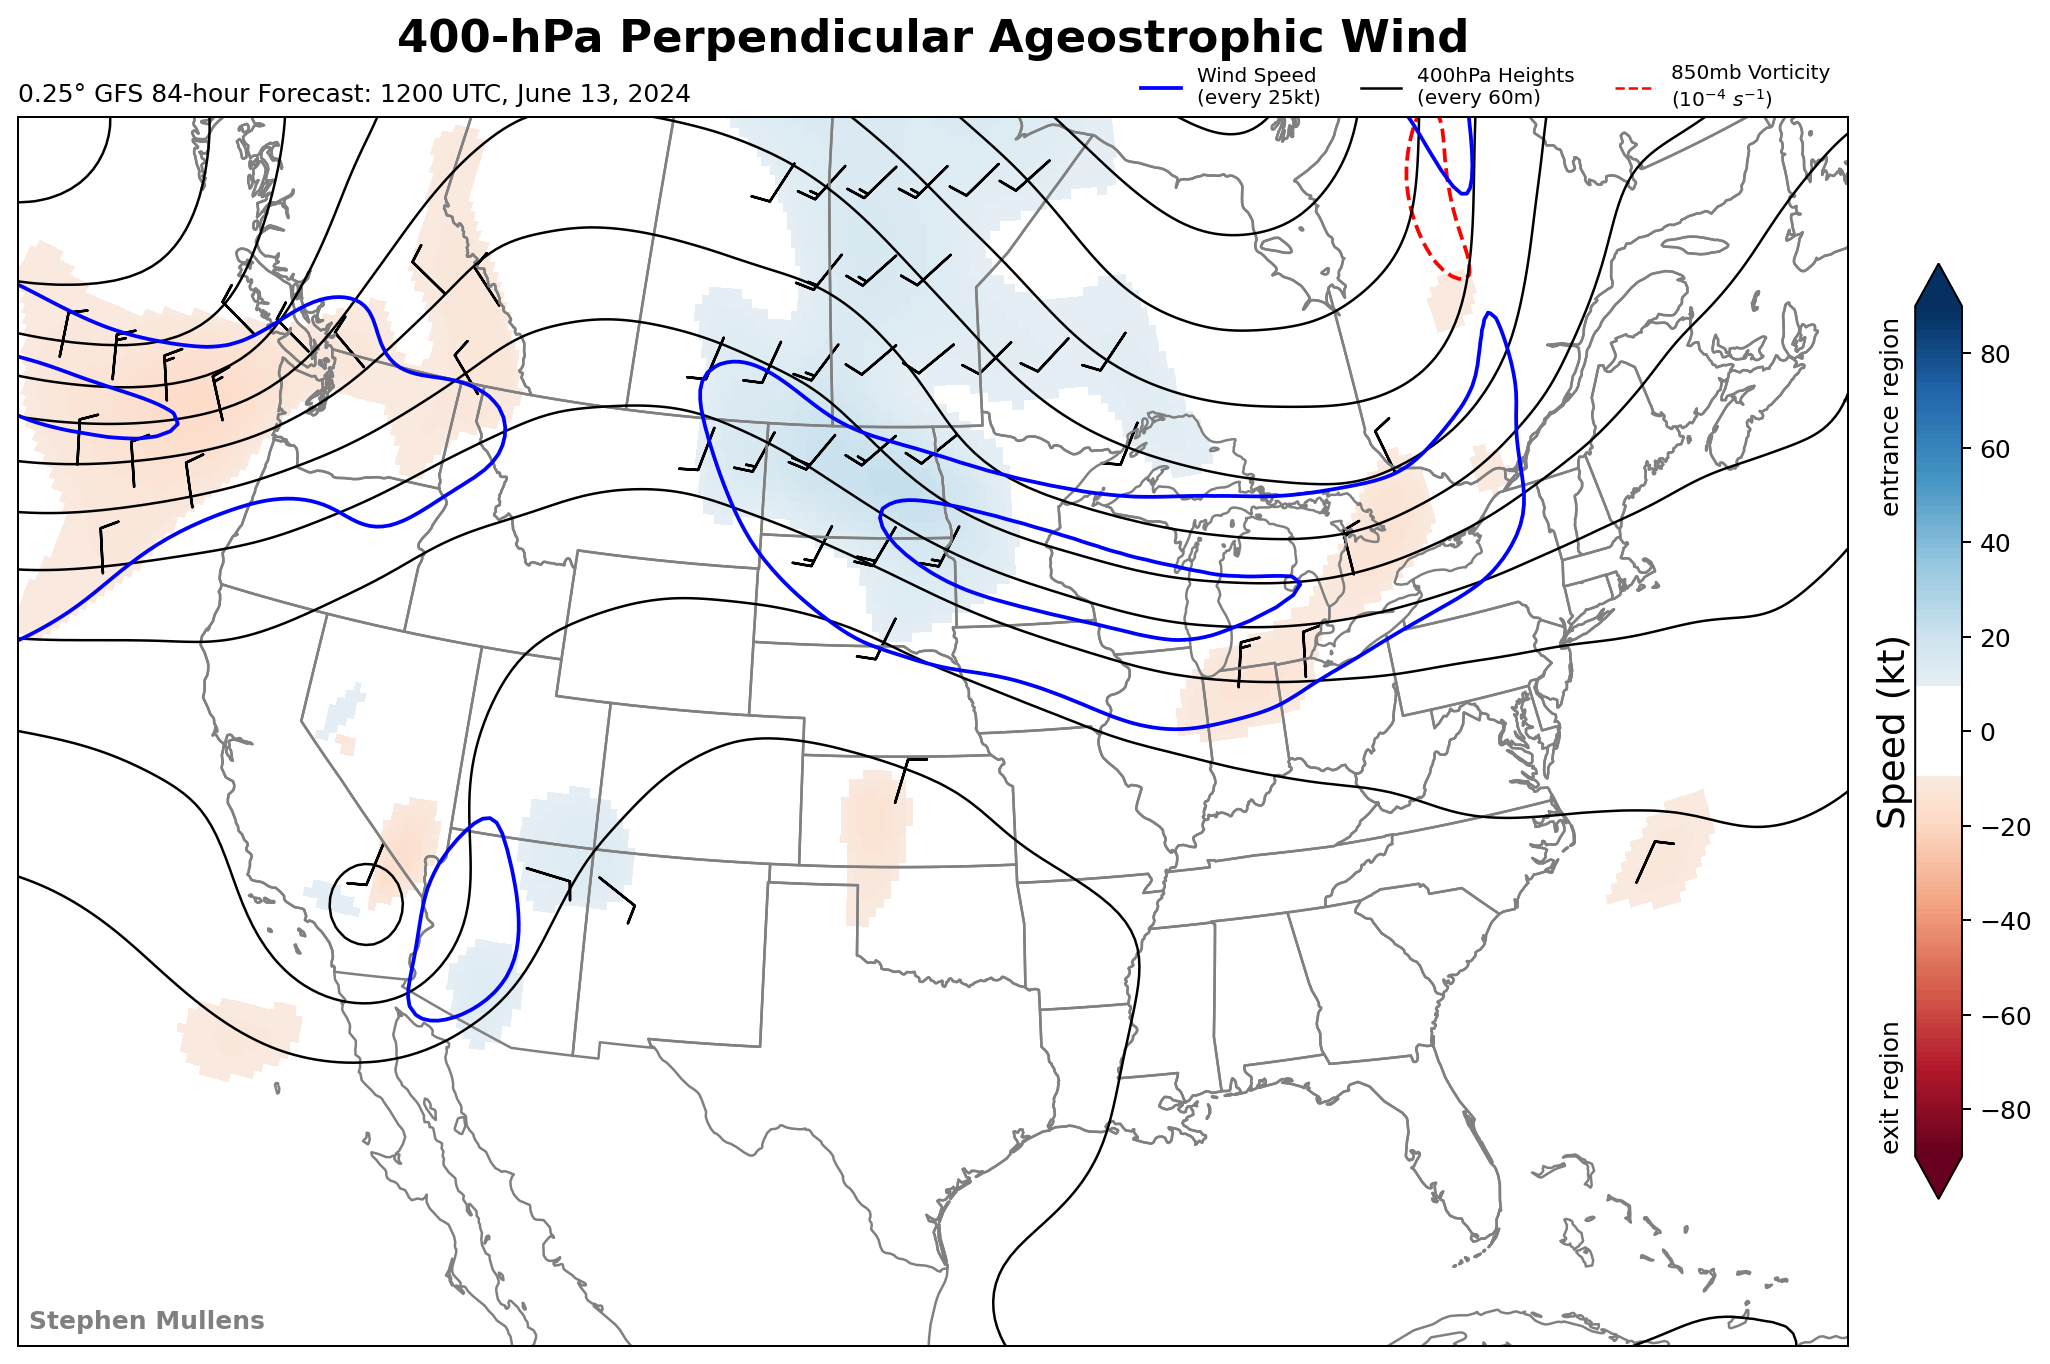 400-hPa Perpendicular Ageostrophic Wind
0.25° GFS 84-hour Forecast: 1200 UTC, June 13, 2024
Wind Speed
(every 25kt)
400hPa Heights
(every 60m)
850mb Vorticity
(10⁻⁴ s⁻¹)
entrance region
Speed (kt)
exit region
80
60
40
20
0
−20
−40
−60
−80
Stephen Mullens